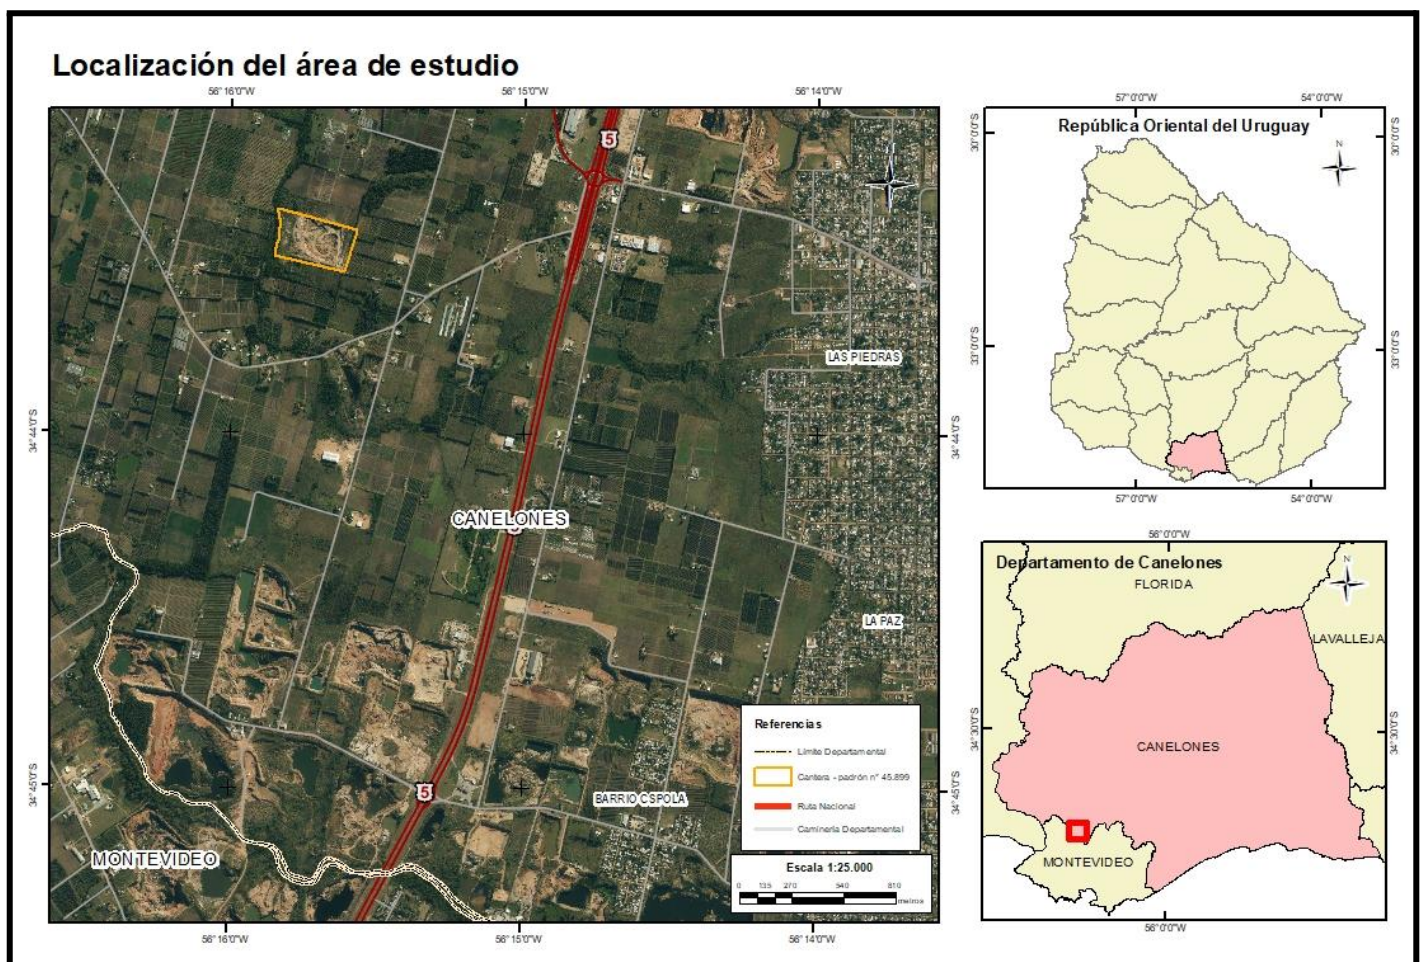 Localización del área de estudio
56°16'0"W
56°15'0"W
56°14'0"W
5
LAS PIEDRAS
34°44'0"S
34°44'0"S
CANELONES
LA PAZ
34°45'0"S
34°45'0"S
5
BARRIO CSPOLA
MONTEVIDEO
Referencias
Límite Departamental
Cantera - padrón n° 45.899
Ruta Nacional
Caminería Departamental
Escala 1:25.000
0 135 270 540 810
metros
56°16'0"W
56°15'0"W
56°14'0"W
57°0'0"W
54°0'0"W
República Oriental del Uruguay
N
30°0'0"S
30°0'0"S
33°0'0"S
33°0'0"S
57°0'0"W
54°0'0"W
56°0'0"W
Departamento de Canelones
N
FLORIDA
LAVALLEJA
34°30'0"S
34°30'0"S
CANELONES
MONTEVIDEO
56°0'0"W